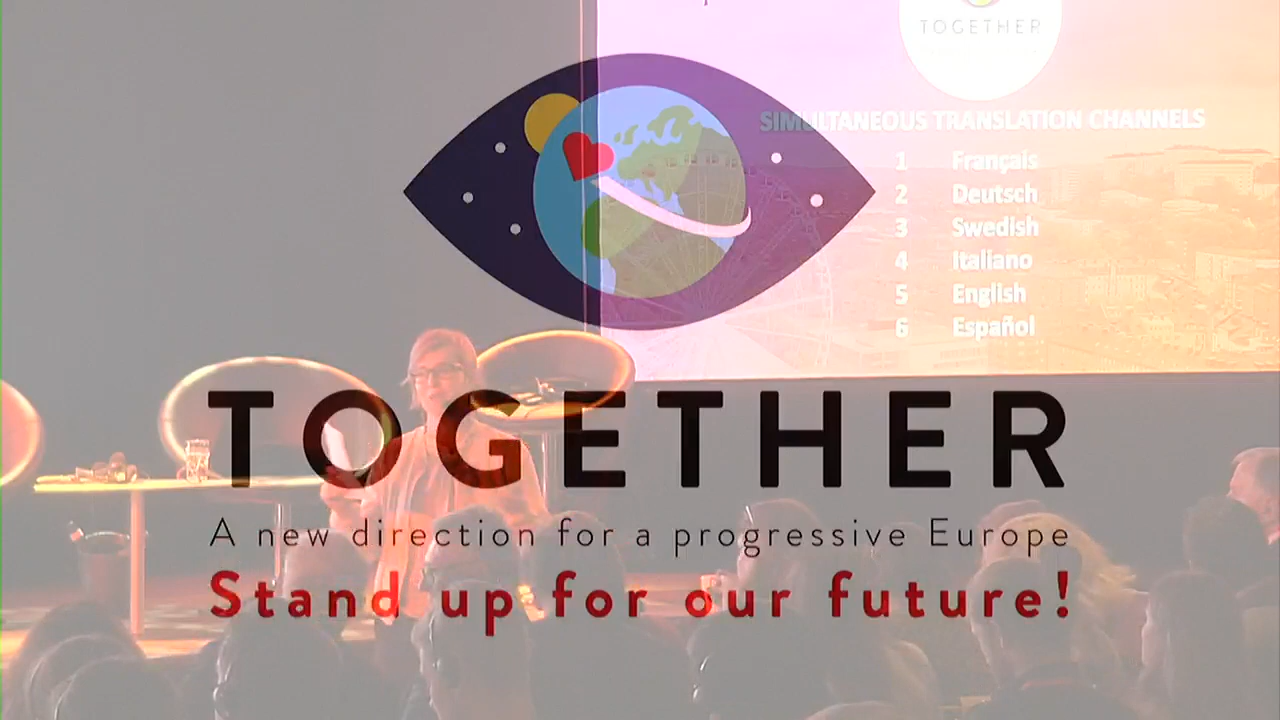 TOGETHER
SIMULTANEOUS TRANSLATION CHANNELS
1 Français
2 Deutsch
3 Swedish
4 Italiano
5 English
6 Español
TOGETHER
A new direction for a progressive Europe
Stand up for our future!